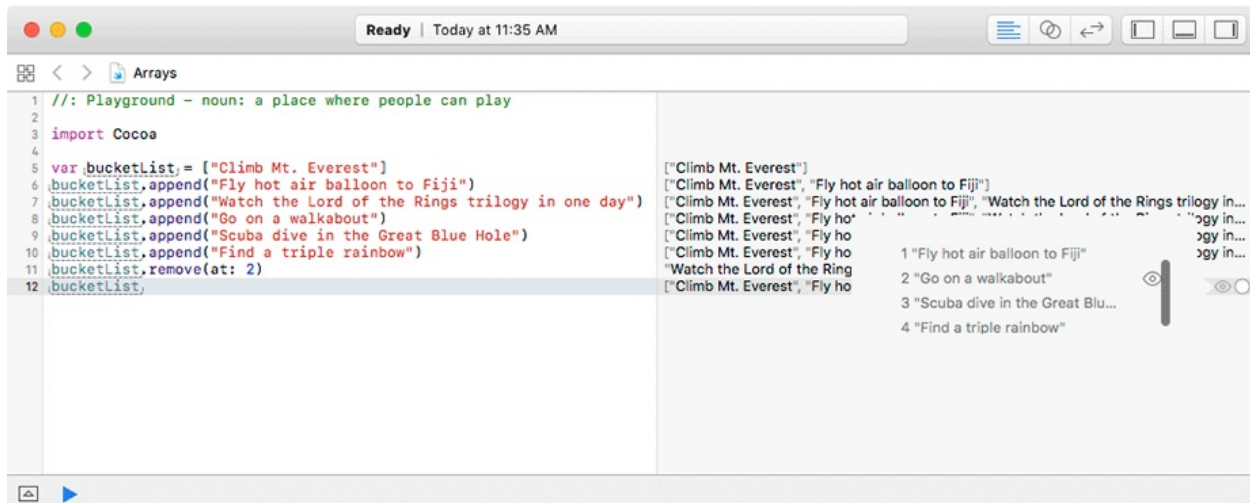 Ready | Today at 11:35 AM
Arrays
1 //: Playground – noun: a place where people can play
2
3 import Cocoa
4
5 var bucketList = ["Climb Mt. Everest"]
["Climb Mt. Everest"]
6 bucketList.append("Fly hot air balloon to Fiji")
["Climb Mt. Everest", "Fly hot air balloon to Fiji"]
7 bucketList.append("Watch the Lord of the Rings trilogy in one day")
["Climb Mt. Everest", "Fly hot air balloon to Fiji", "Watch the Lord of the Rings trilogy in...
8 bucketList.append("Go on a walkabout")
["Climb Mt. Everest", "Fly hot ogy in...
9 bucketList.append("Scuba dive in the Great Blue Hole")
["Climb Mt. Everest", "Fly ho ogy in...
10 bucketList.append("Find a triple rainbow")
["Climb Mt. Everest", "Fly ho ogy in...
11 bucketList.remove(at: 2)
"Watch the Lord of the Ring
12 bucketList
["Climb Mt. Everest", "Fly ho
1 "Fly hot air balloon to Fiji"
2 "Go on a walkabout"
3 "Scuba dive in the Great Blu...
4 "Find a triple rainbow"